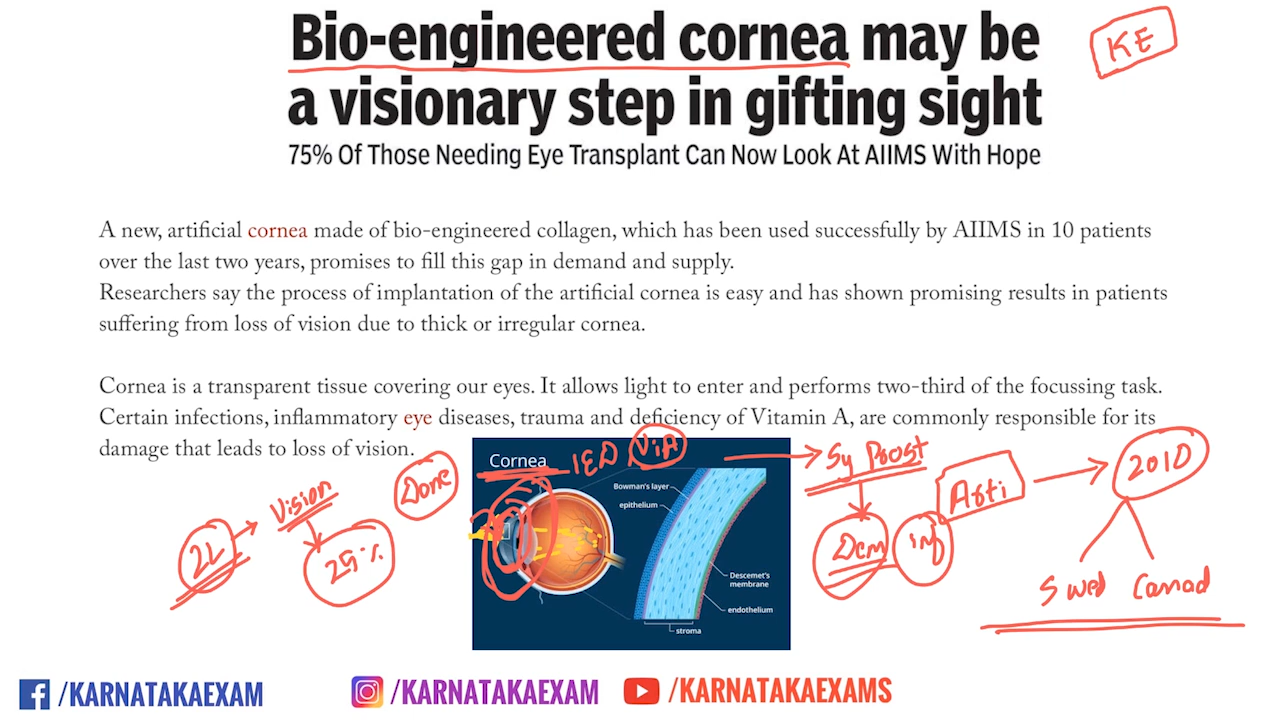 Bio-engineered cornea may be
KE
a visionary step in gifting sight
75% Of Those Needing Eye Transplant Can Now Look At AIIMS With Hope
A new, artificial cornea made of bio-engineered collagen, which has been used successfully by AIIMS in 10 patients
over the last two years, promises to fill this gap in demand and supply.
Researchers say the process of implantation of the artificial cornea is easy and has shown promising results in patients
suffering from loss of vision due to thick or irregular cornea.
Cornea is a transparent tissue covering our eyes. It allows light to enter and performs two-third of the focussing task.
Certain infections, inflammatory eye diseases, trauma and deficiency of Vitamin A, are commonly responsible for its
damage that leads to loss of vision.
Cornea
IED
ViA
Sy Prost
Arti
2010
Done
Vision
2L
25%
Bowman's layer
epithelium
Dem
inf
Swed
Canad
Descemet's
membrane
endothelium
stroma
/KARNATAKAEXAM
/KARNATAKAEXAM
/KARNATAKAEXAMS